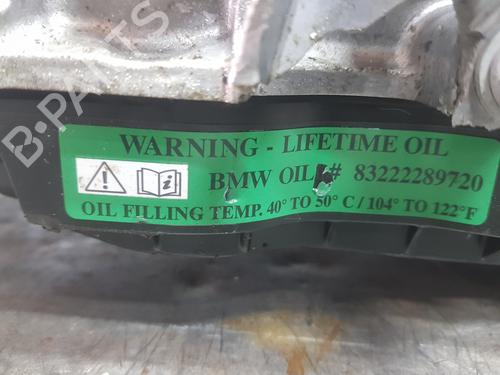 B-PARTS
WARNING - LIFETIME OIL
BMW OIL # 83222289720
OIL FILLING TEMP. 40° TO 50° C / 104° TO 122°F